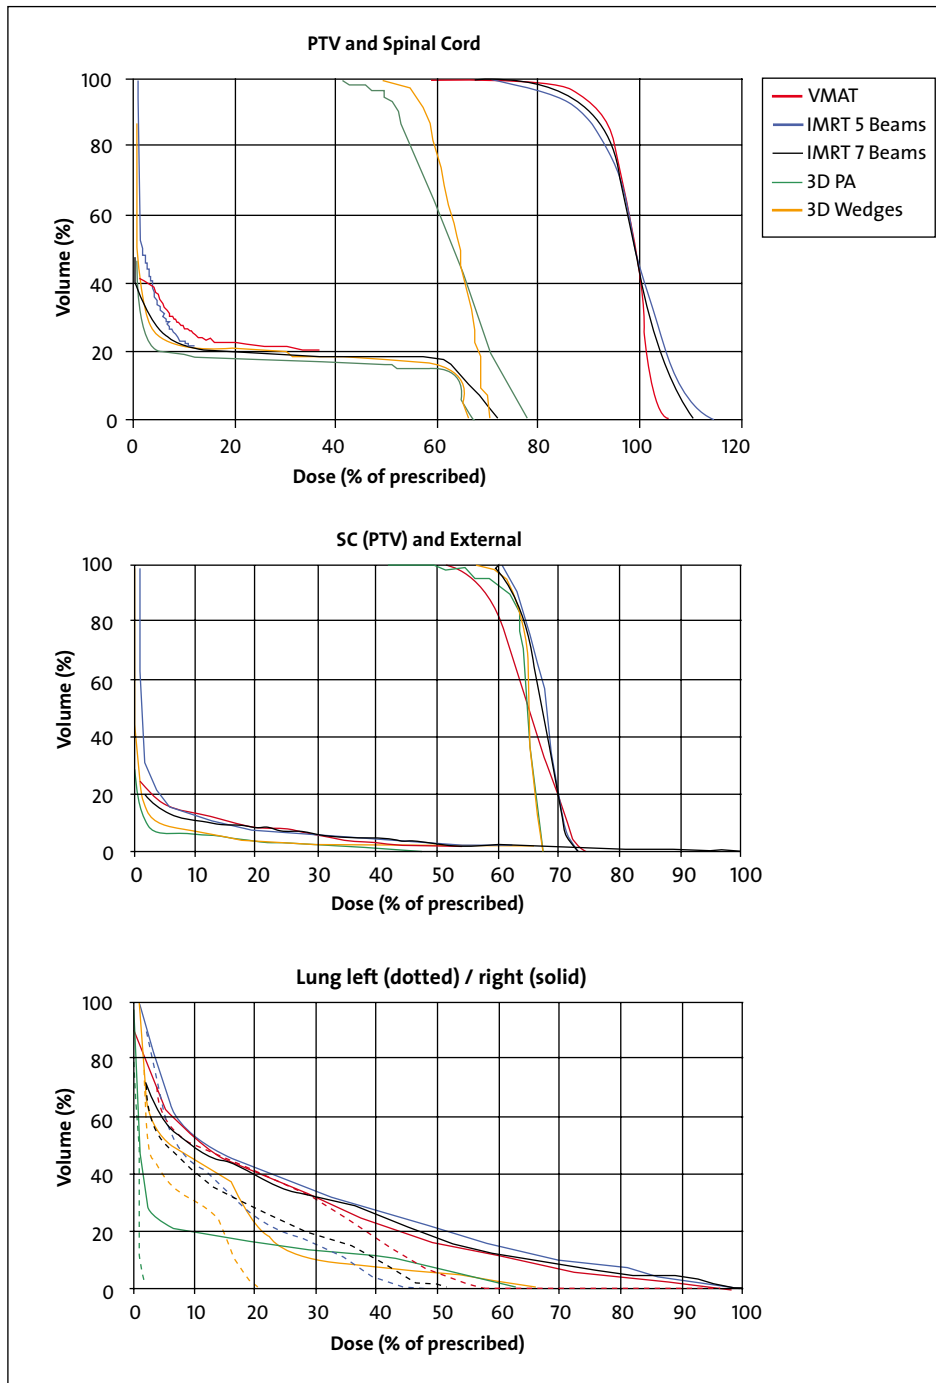 PTV and Spinal Cord
100
80
60
40
20
0
Volume (%)
0 20 40 60 80 100 120
Dose (% of prescribed)
VMAT
IMRT 5 Beams
IMRT 7 Beams
3D PA
3D Wedges
SC (PTV) and External
100
80
60
40
20
0
Volume (%)
0 10 20 30 40 50 60 70 80 90 100
Dose (% of prescribed)
Lung left (dotted) / right (solid)
100
80
60
40
20
0
Volume (%)
0 10 20 30 40 50 60 70 80 90 100
Dose (% of prescribed)